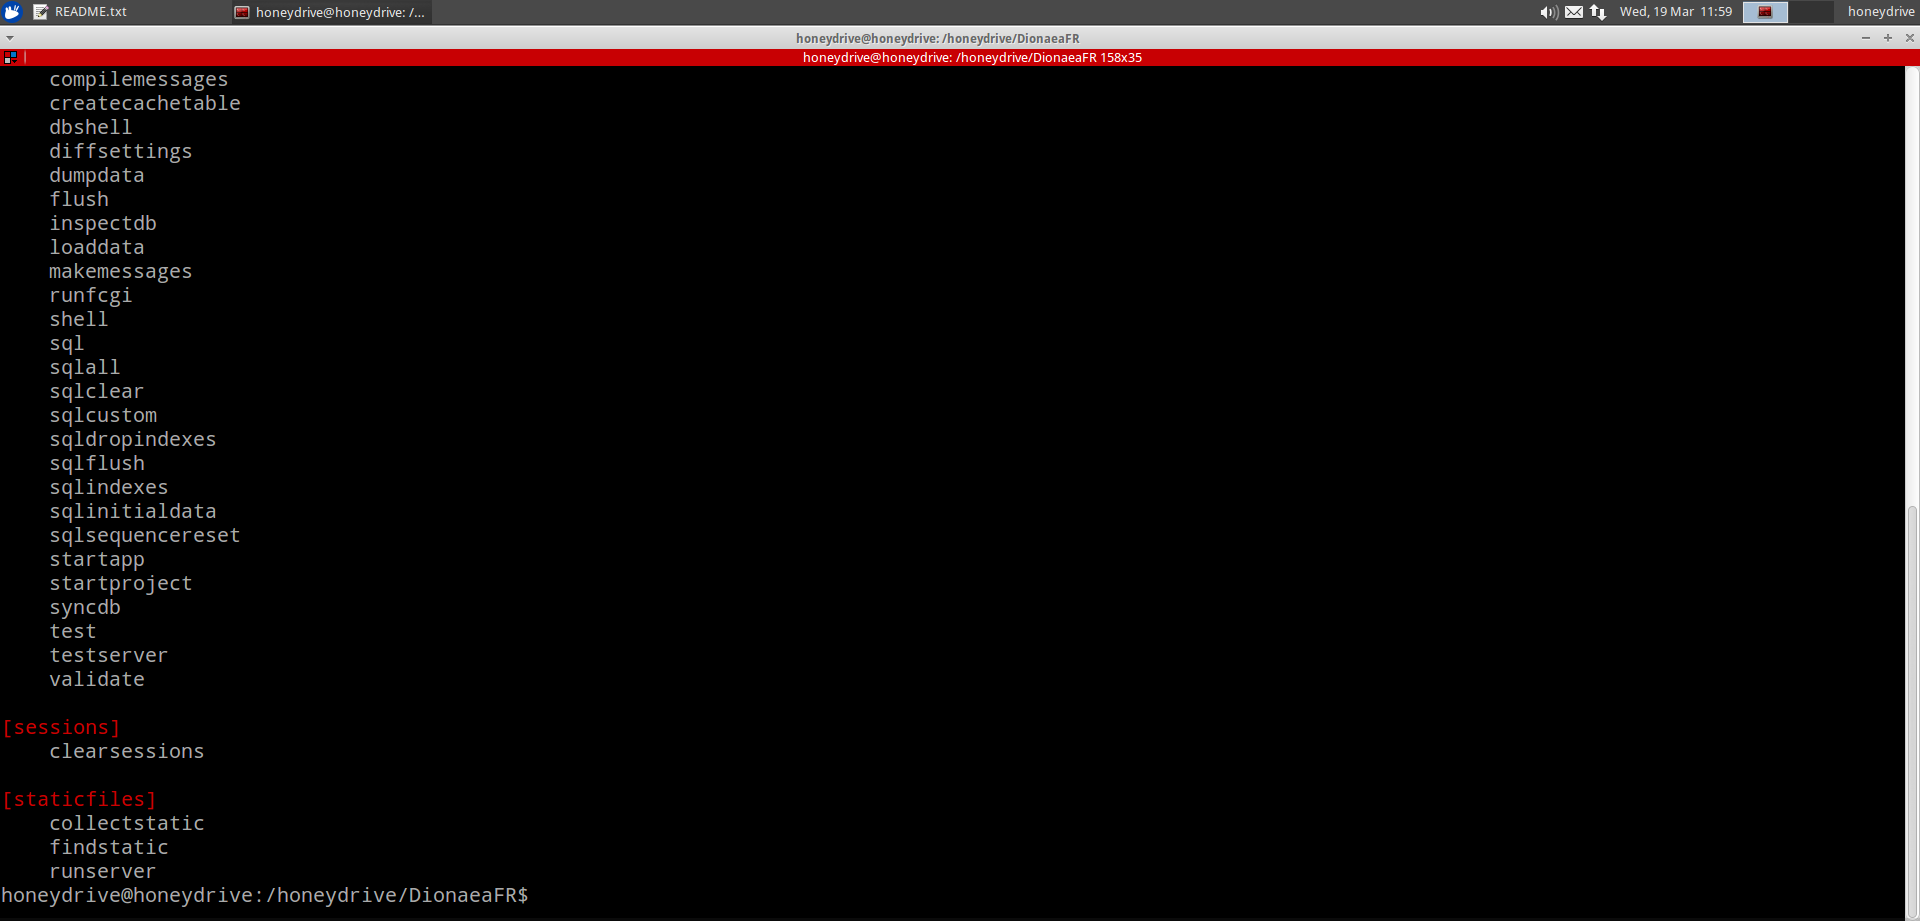 README.txt
honeydrive@honeydrive: /...
Wed, 19 Mar 11:59
honeydrive
honeydrive@honeydrive: /honeydrive/DionaeaFR
honeydrive@honeydrive: /honeydrive/DionaeaFR 158x35
compilemessages
createcachetable
dbshell
diffsettings
dumpdata
flush
inspectdb
loaddata
makemessages
runfcgi
shell
sql
sqlall
sqlclear
sqlcustom
sqldropindexes
sqlflush
sqlindexes
sqlinitialdata
sqlsequencereset
startapp
startproject
syncdb
test
testserver
validate
[sessions]
clearsessions
[staticfiles]
collectstatic
findstatic
runserver
honeydrive@honeydrive:/honeydrive/DionaeaFR$